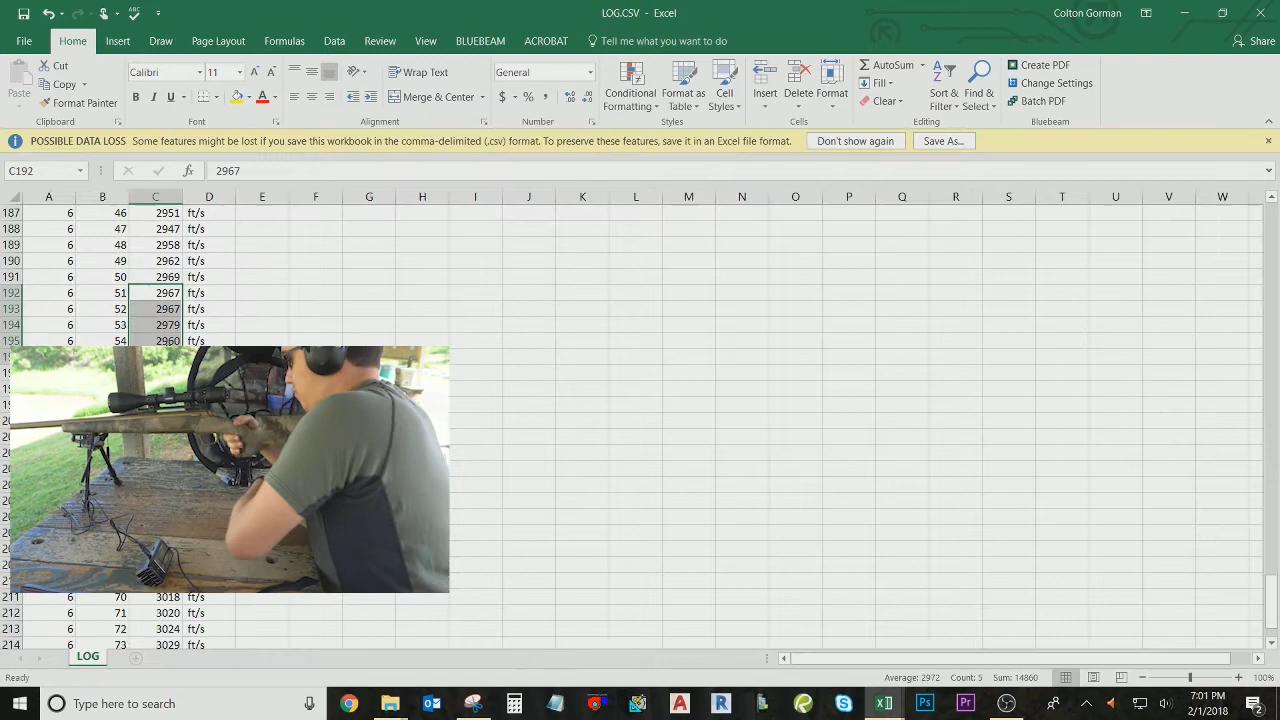 LOG.CSV - Excel
Colton Gorman
File Home Insert Draw Page Layout Formulas Data Review View BLUEBEAM ACROBAT Tell me what you want to do Share
Paste
Cut
Copy
Format Painter
Clipboard
Calibri 11
B I U
Font
Wrap Text
Merge & Center
Alignment
General
$ % ,
Number
Conditional Formatting
Format as Table
Cell Styles
Styles
Insert Delete Format
Cells
AutoSum
Fill
Clear
Sort & Filter
Find & Select
Editing
Create PDF
Change Settings
Batch PDF
Bluebeam
POSSIBLE DATA LOSS Some features might be lost if you save this workbook in the comma-delimited (.csv) format. To preserve these features, save it in an Excel file format. Don't show again Save As...
C192 fx 2967
A B C D E F G H I J K L M N O P Q R S T U V W
187 6 46 2951 ft/s
188 6 47 2947 ft/s
189 6 48 2958 ft/s
190 6 49 2962 ft/s
191 6 50 2969 ft/s
192 6 51 2967 ft/s
193 6 52 2967 ft/s
194 6 53 2979 ft/s
195 6 54 2960 ft/s
211 6 70 3018 ft/s
212 6 71 3020 ft/s
213 6 72 3024 ft/s
214 6 73 3029 ft/s
LOG
Ready
Average: 2972 Count: 5 Sum: 14860
100%
Type here to search
7:01 PM
2/1/2018